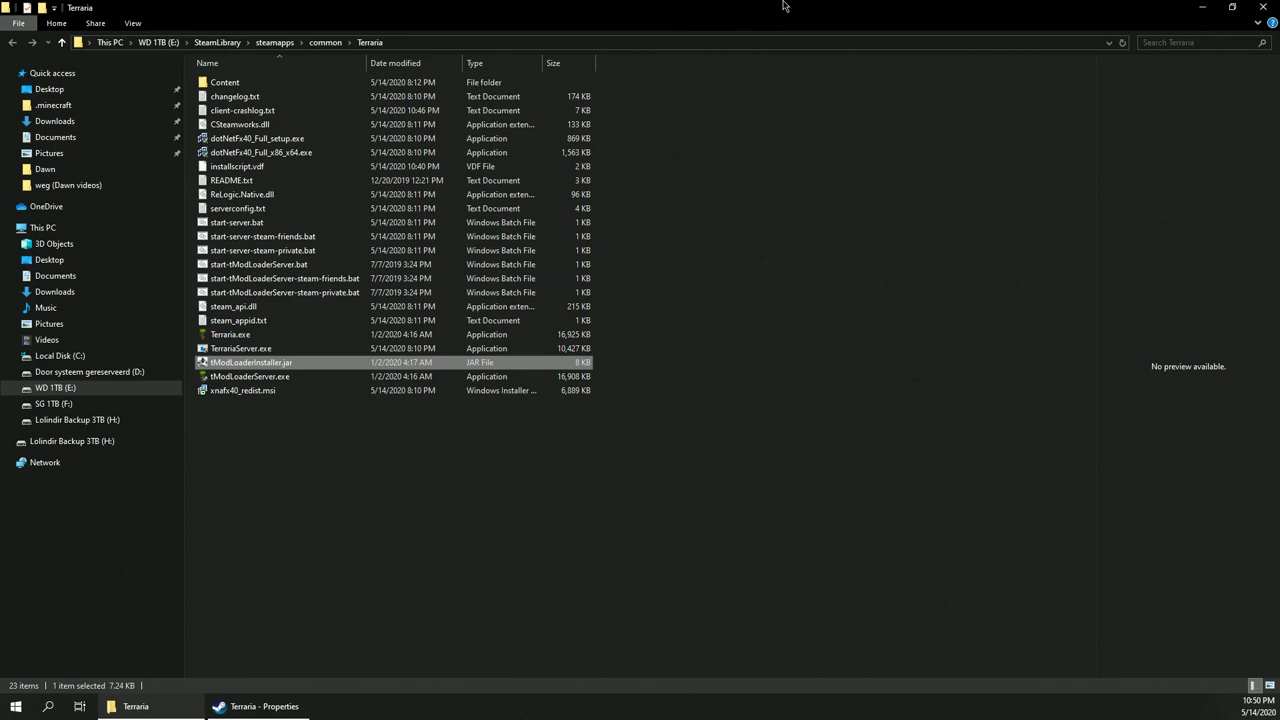 Terraria
File Home Share View
This PC WD 1TB (E:) SteamLibrary steamapps common Terraria Search Terraria
Name Date modified Type Size
Quick access
Desktop
.minecraft
Downloads
Documents
Pictures
Dawn
weg (Dawn videos)
OneDrive
This PC
3D Objects
Desktop
Documents
Downloads
Music
Pictures
Videos
Local Disk (C:)
Door systeem gereserveerd (D:)
WD 1TB (E:)
SG 1TB (F:)
Lolindir Backup 3TB (H:)
Lolindir Backup 3TB (H:)
Network
Content 5/14/2020 8:12 PM File folder
changelog.txt 5/14/2020 8:10 PM Text Document 174 KB
client-crashlog.txt 5/14/2020 10:46 PM Text Document 7 KB
CSteamworks.dll 5/14/2020 8:11 PM Application exten... 133 KB
dotNetFx40_Full_setup.exe 5/14/2020 8:10 PM Application 869 KB
dotNetFx40_Full_x86_x64.exe 5/14/2020 8:10 PM Application 1,563 KB
installscript.vdf 5/14/2020 10:40 PM VDF File 2 KB
README.txt 12/20/2019 12:21 PM Text Document 3 KB
ReLogic.Native.dll 5/14/2020 8:11 PM Application exten... 96 KB
serverconfig.txt 5/14/2020 8:11 PM Text Document 4 KB
start-server.bat 5/14/2020 8:11 PM Windows Batch File 1 KB
start-server-steam-friends.bat 5/14/2020 8:11 PM Windows Batch File 1 KB
start-server-steam-private.bat 5/14/2020 8:11 PM Windows Batch File 1 KB
start-tModLoaderServer.bat 7/7/2019 3:24 PM Windows Batch File 1 KB
start-tModLoaderServer-steam-friends.bat 7/7/2019 3:24 PM Windows Batch File 1 KB
start-tModLoaderServer-steam-private.bat 7/7/2019 3:24 PM Windows Batch File 1 KB
steam_api.dll 5/14/2020 8:11 PM Application exten... 215 KB
steam_appid.txt 5/14/2020 8:11 PM Text Document 1 KB
Terraria.exe 1/2/2020 4:16 AM Application 16,925 KB
TerrariaServer.exe 5/14/2020 8:10 PM Application 10,427 KB
tModLoaderInstaller.jar 1/2/2020 4:17 AM JAR File 8 KB
tModLoaderServer.exe 1/2/2020 4:16 AM Application 16,908 KB
xnafx40_redist.msi 5/14/2020 8:11 PM Windows Installer ... 6,889 KB
No preview available.
23 items 1 item selected 7.24 KB
Terraria Terraria - Properties
10:50 PM
5/14/2020